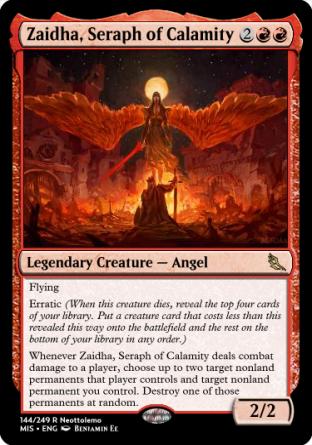 Zaidha, Seraph of Calamity 2
Legendary Creature — Angel
Flying
Erratic (When this creature dies, reveal the top four cards
of your library. Put a creature card that costs less than this
revealed this way onto the battlefield and the rest on the
bottom of your library in any order.)
Whenever Zaidha, Seraph of Calamity deals combat
damage to a player, choose up to two target nonland
permanents that player controls and target nonland
permanent you control. Destroy one of those
permanents at random.
2/2
144/249 R Neottolemo
MIS • ENG Benjamin Ee